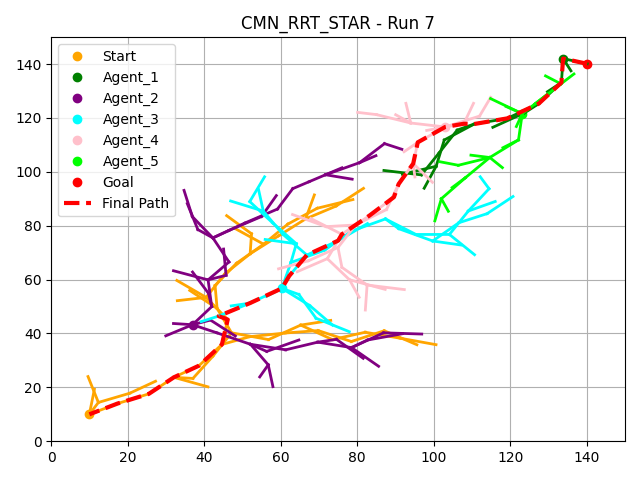 CMN_RRT_STAR - Run 7
Start
Agent_1
Agent_2
Agent_3
Agent_4
Agent_5
Goal
Final Path
140
120
100
80
60
40
20
0
0 20 40 60 80 100 120 140